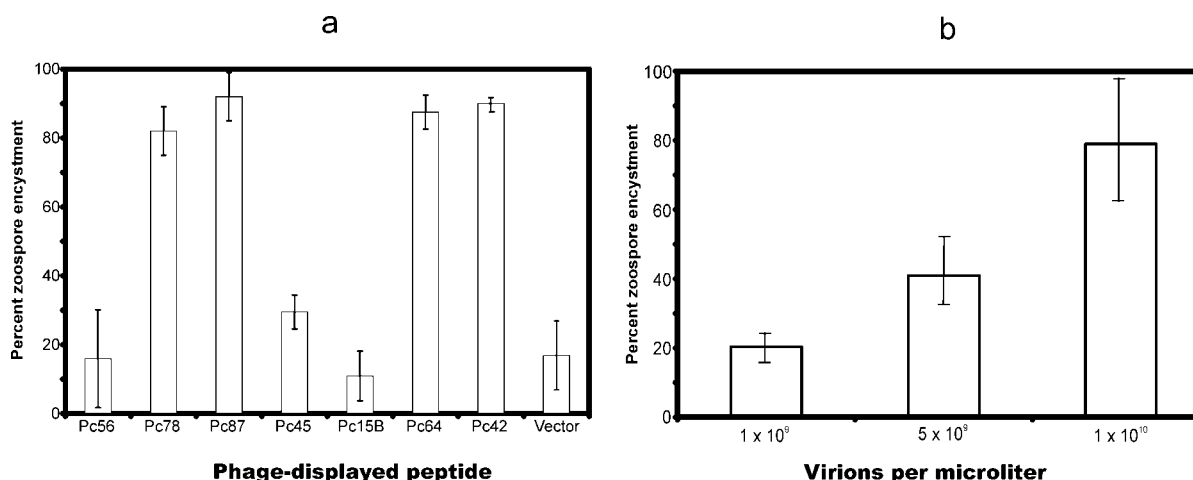 a
Percent zoospore encystment
100
80
60
40
20
0
Pc56 Pc78 Pc87 Pc45 Pc15B Pc64 Pc42 Vector
Phage-displayed peptide
b
Percent zoospore encystment
100
80
60
40
20
0
1 x 10⁹ 5 x 10⁹ 1 x 10¹⁰
Virions per microliter